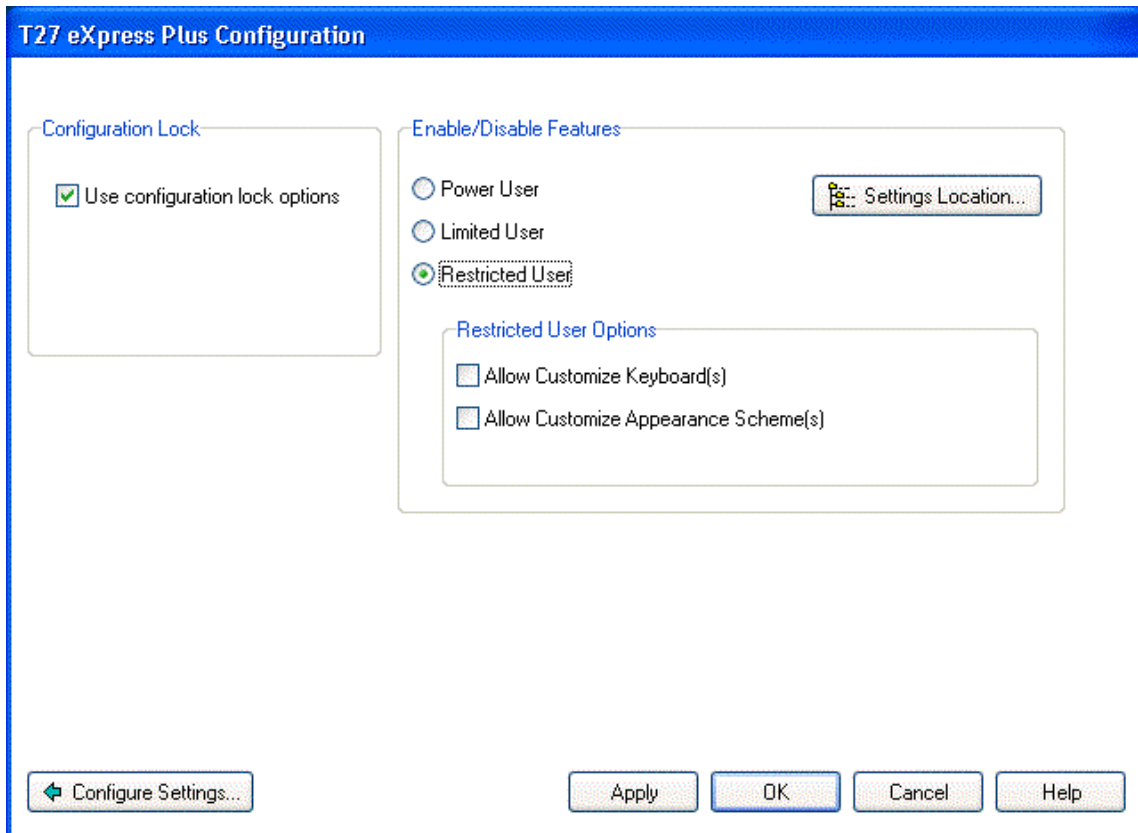 T27 eXpress Plus Configuration
Configuration Lock
Use configuration lock options
Enable/Disable Features
Power User
Settings Location...
Limited User
Restricted User
Restricted User Options
Allow Customize Keyboard(s)
Allow Customize Appearance Scheme(s)
Configure Settings...
Apply
OK
Cancel
Help